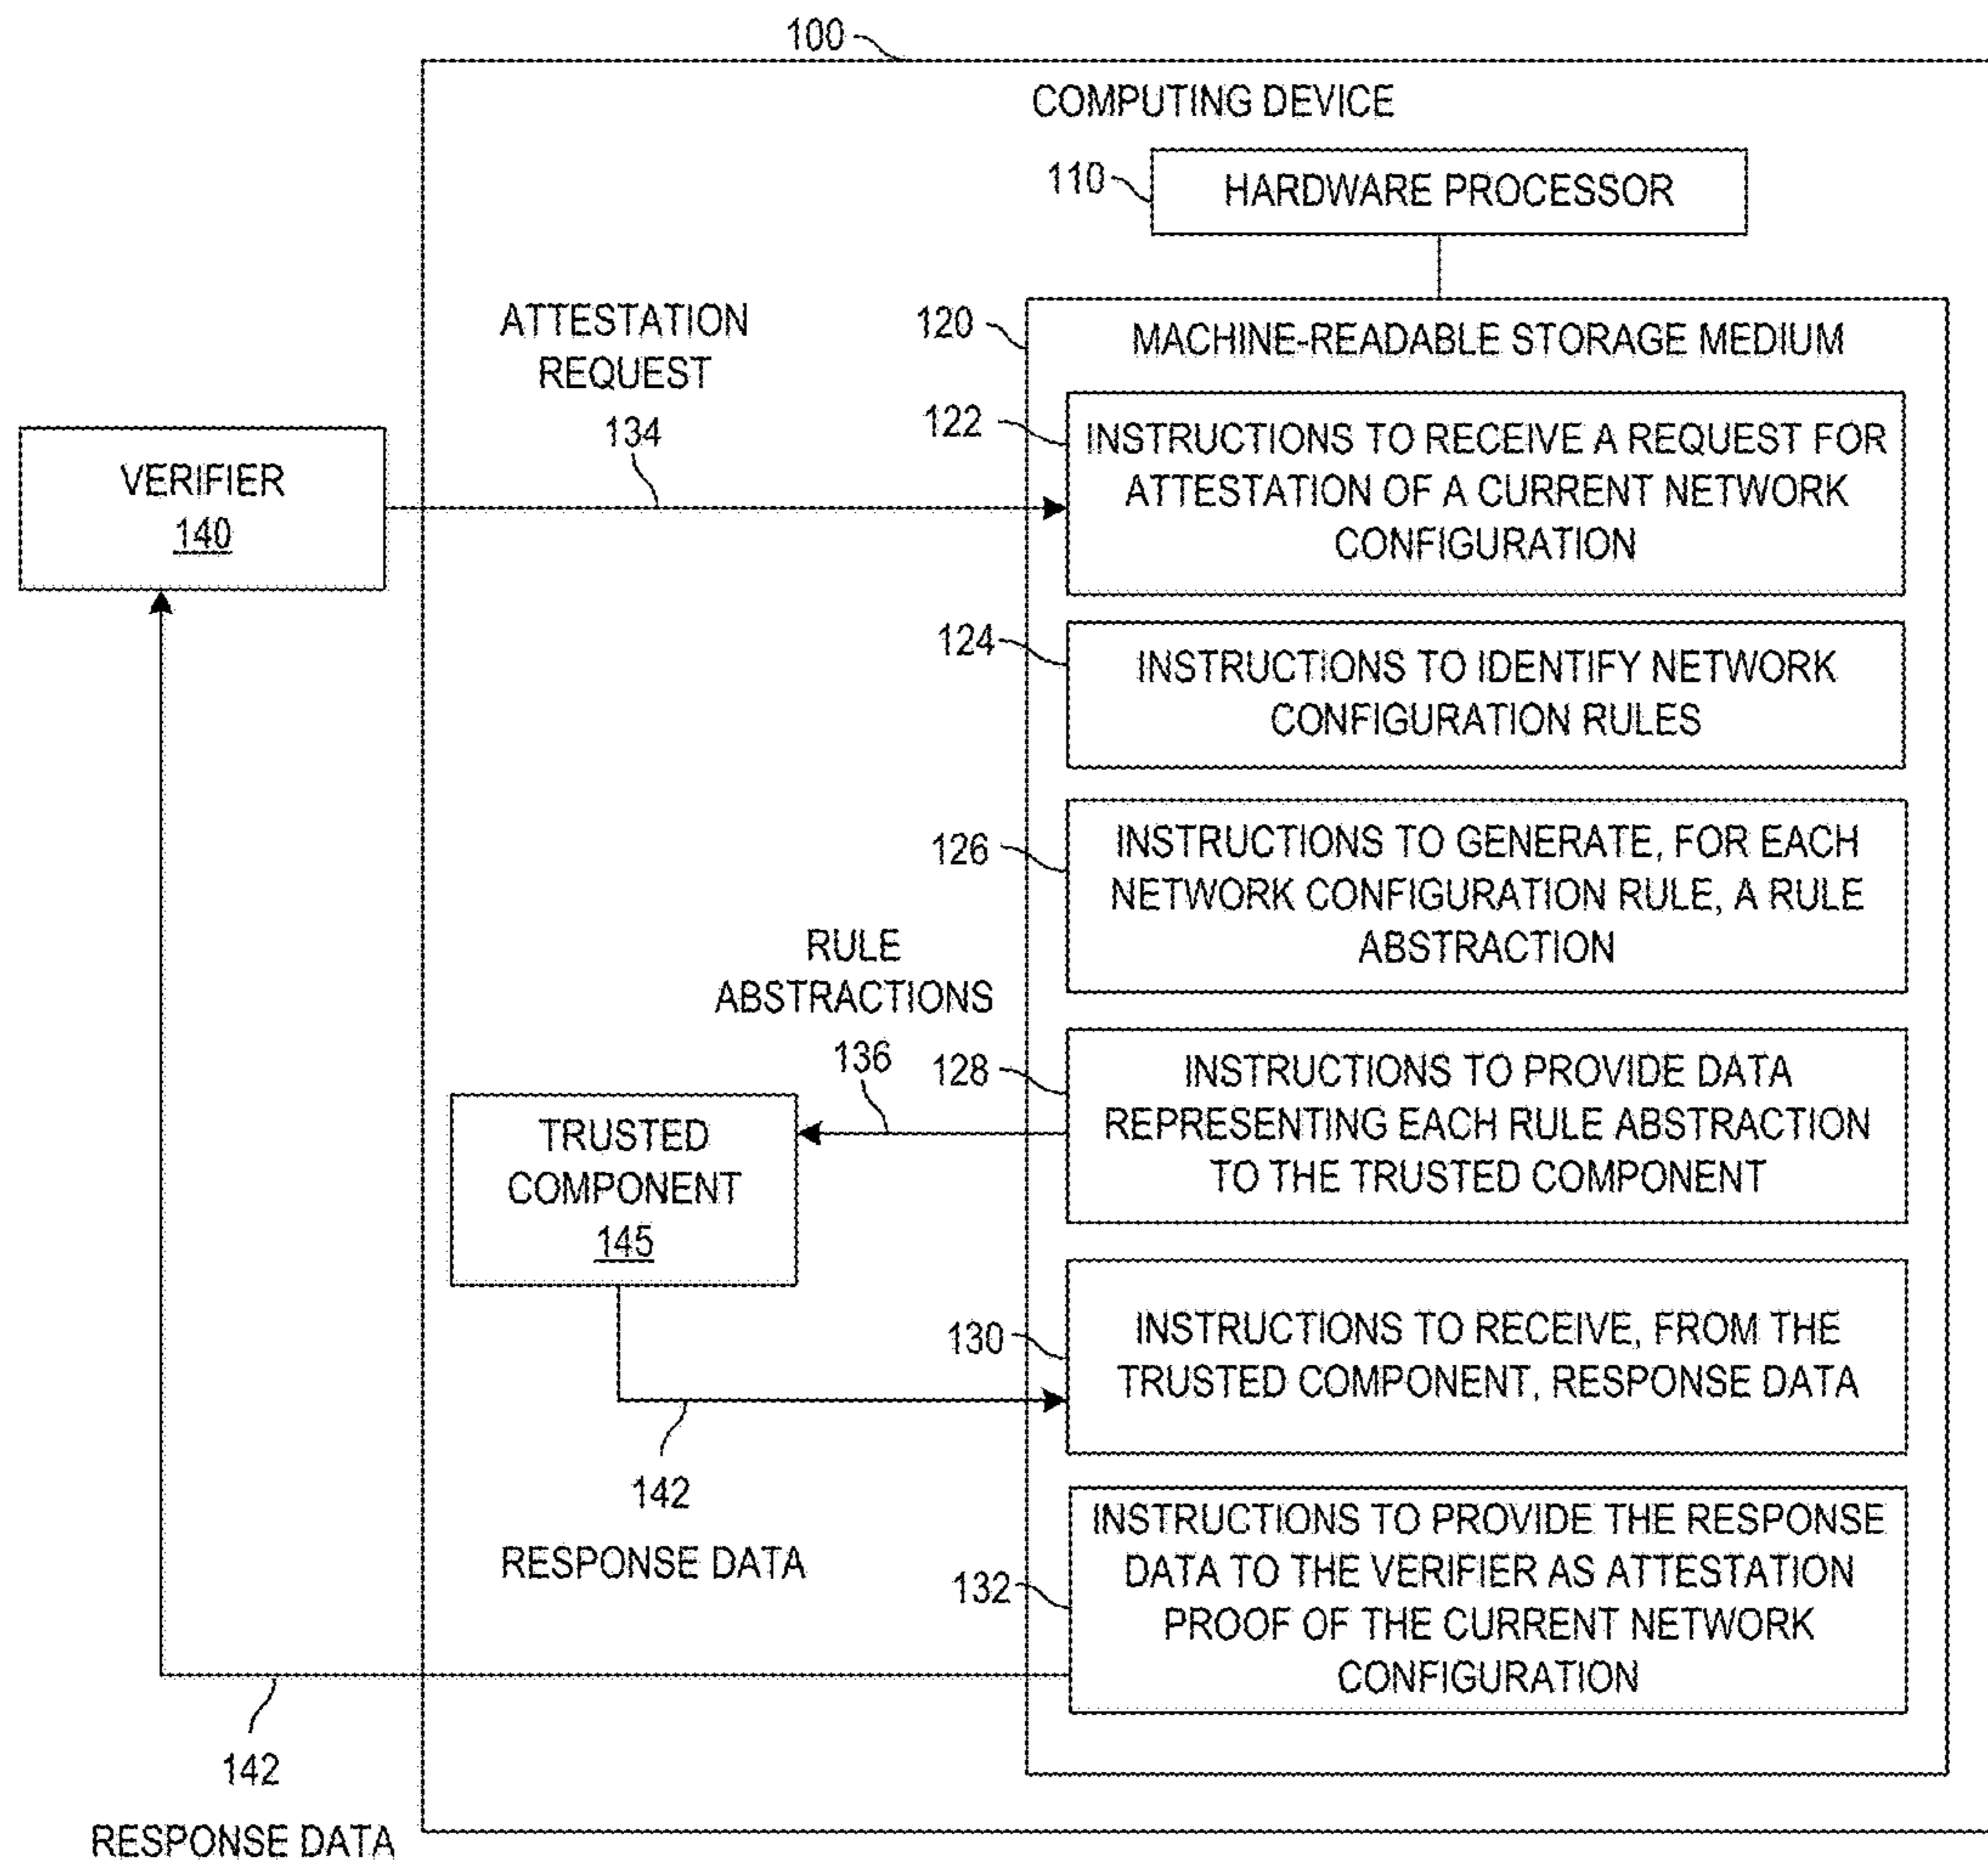 100
COMPUTING DEVICE
110
HARDWARE PROCESSOR
120
MACHINE-READABLE STORAGE MEDIUM
ATTESTATION
REQUEST
134
122
INSTRUCTIONS TO RECEIVE A REQUEST FOR
ATTESTATION OF A CURRENT NETWORK
CONFIGURATION
VERIFIER
140
124
INSTRUCTIONS TO IDENTIFY NETWORK
CONFIGURATION RULES
126
INSTRUCTIONS TO GENERATE, FOR EACH
NETWORK CONFIGURATION RULE, A RULE
ABSTRACTION
RULE
ABSTRACTIONS
136
128
INSTRUCTIONS TO PROVIDE DATA
REPRESENTING EACH RULE ABSTRACTION
TO THE TRUSTED COMPONENT
TRUSTED
COMPONENT
145
130
INSTRUCTIONS TO RECEIVE, FROM THE
TRUSTED COMPONENT, RESPONSE DATA
142
RESPONSE DATA
132
INSTRUCTIONS TO PROVIDE THE RESPONSE
DATA TO THE VERIFIER AS ATTESTATION
PROOF OF THE CURRENT NETWORK
CONFIGURATION
142
RESPONSE DATA